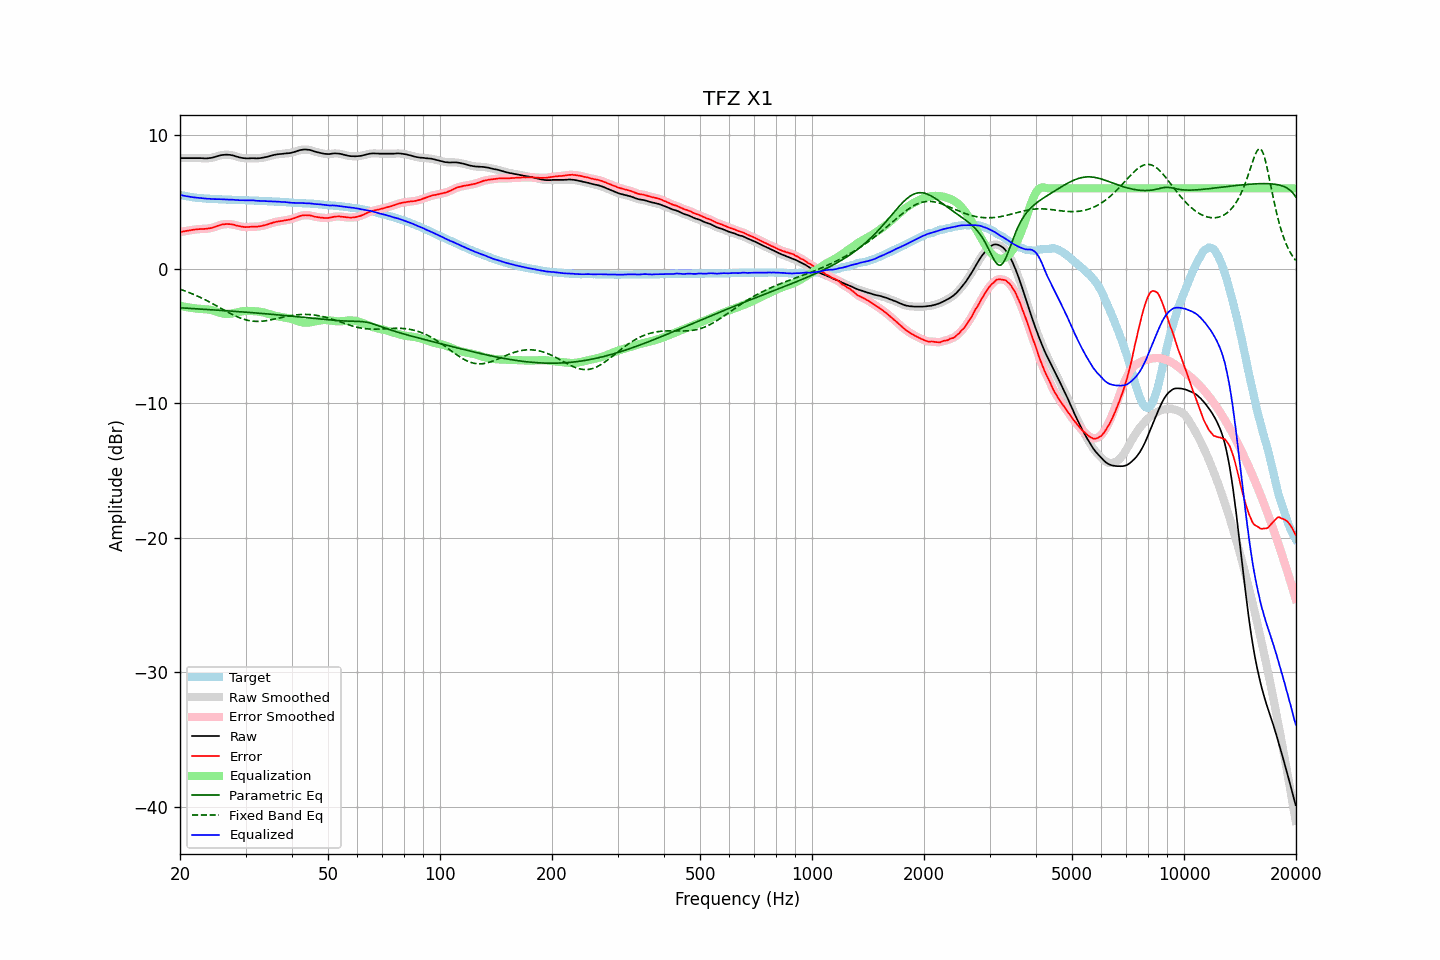 TFZ X1
Amplitude (dBr)
10
0
−10
−20
−30
−40
Target
Raw Smoothed
Error Smoothed
Raw
Error
Equalization
Parametric Eq
Fixed Band Eq
Equalized
20 50 100 200 500 1000 2000 5000 10000 20000
Frequency (Hz)